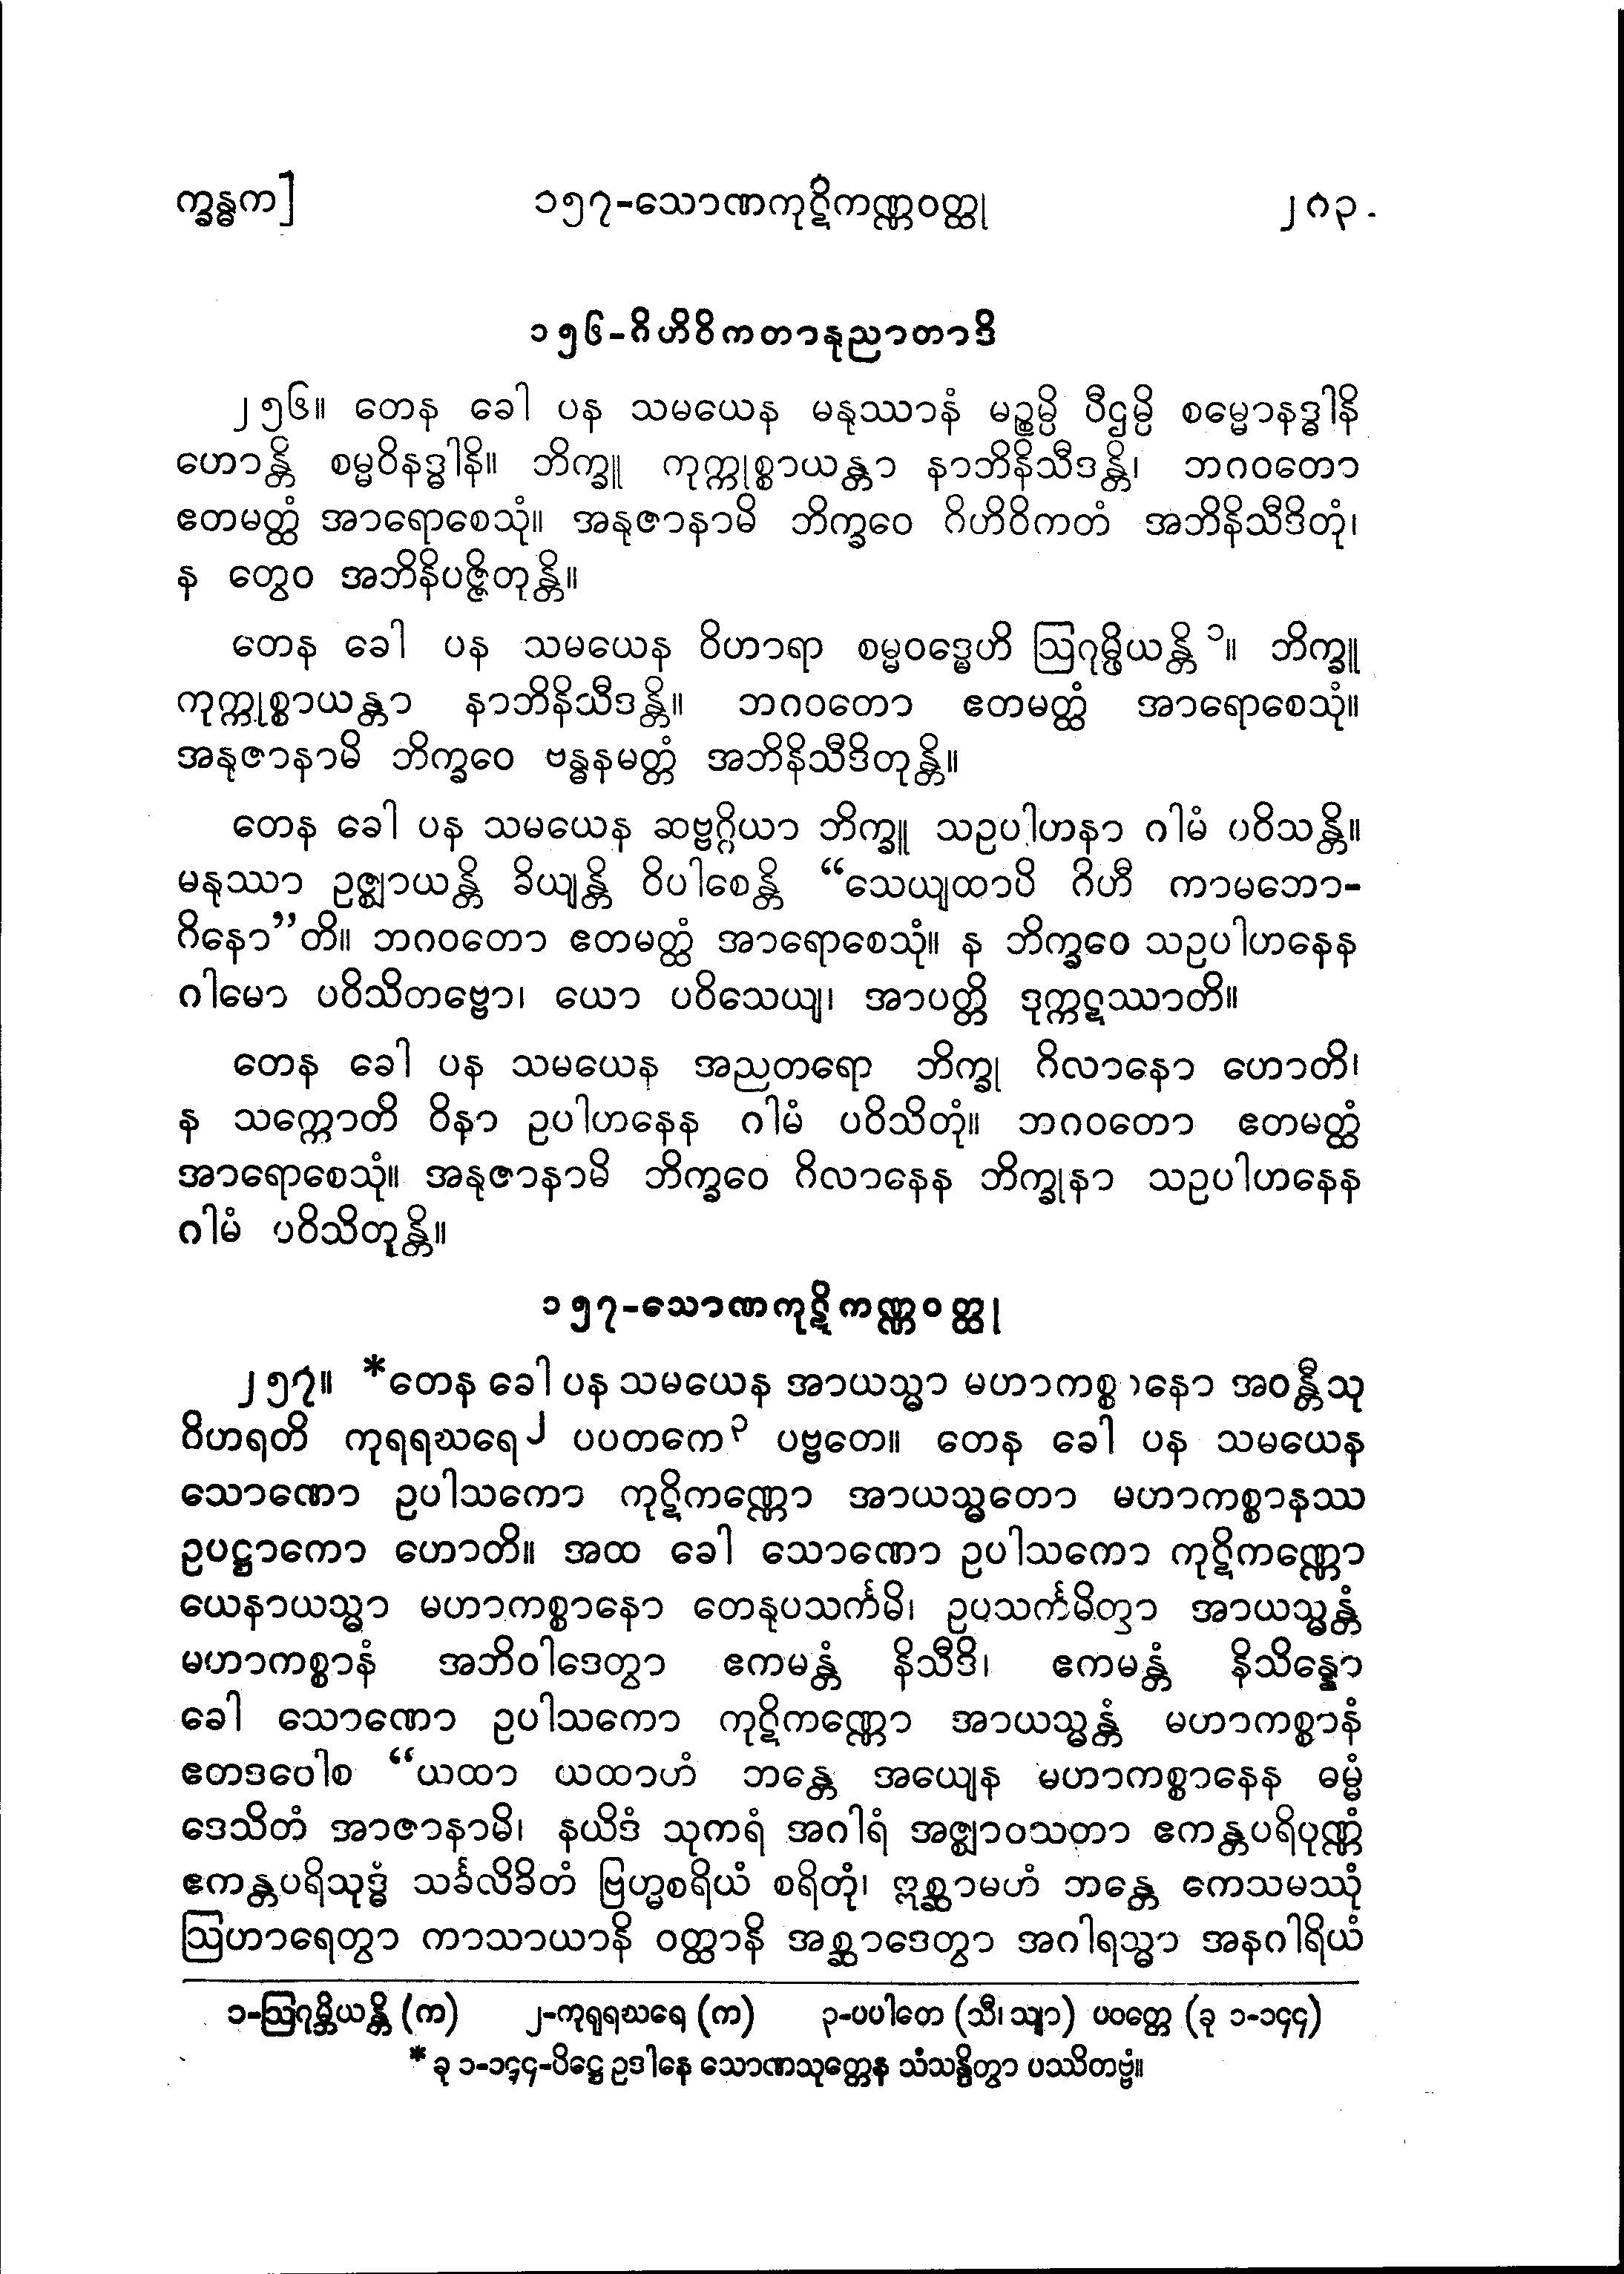 က္ခန္ဓက]
၁၅၇-သောဏကုဋိကဏ္ဏဝတ္ထု
၂၈၃
၁၅၆-ဂိဟိဝိကတာနုညာတာဒိ
၂၅၆။ တေန ခေါ ပန သမယေန မနုဿာနံ မဉ္စမ္ပိ ပီဌမ္ပိ စမ္မောနဒ္ဓါနိ
ဟောန္တိ စမ္မဝိနဒ္ဓါနိ။ ဘိက္ခူ ကုက္ကုစ္စာယန္တာ နာဘိနိသီဒန္တိ၊ ဘဂဝတော
ဧတမတ္ထံ အာရောစေသုံ။ အနုဇာနာမိ ဘိက္ခဝေ ဂိဟိဝိကတံ အဘိနိသီဒိတုံ၊
န တွေဝ အဘိနိပဇ္ဇိတုန္တိ။
တေန ခေါ ပန သမယေန ဝိဟာရာ စမ္မဝဒ္ဓေဟိ ဩဂုမ္ဖိယန္တိ ၁။ ဘိက္ခူ
ကုက္ကုစ္စာယန္တာ နာဘိနိသီဒန္တိ။ ဘဂဝတော ဧတမတ္ထံ အာရောစေသုံ။
အနုဇာနာမိ ဘိက္ခဝေ ဗန္ဓနမတ္တံ အဘိနိသီဒိတုန္တိ။
တေန ခေါ ပန သမယေန ဆဗ္ဗဂ္ဂိယာ ဘိက္ခူ သဥပါဟနာ ဂါမံ ပဝိသန္တိ။
မနုဿာ ဥဇ္ဈာယန္တိ ခိယျန္တိ ဝိပါစေန္တိ “သေယျထာပိ ဂိဟီ ကာမဘော-
ဂိနော”တိ။ ဘဂဝတော ဧတမတ္ထံ အာရောစေသုံ။ န ဘိက္ခဝေ သဥပါဟနေန
ဂါမော ပဝိသိတဗ္ဗော၊ ယော ပဝိသေယျ၊ အာပတ္တိ ဒုက္ကဋဿာတိ။
တေန ခေါ ပန သမယေန အညတရော ဘိက္ခု ဂိလာနော ဟောတိ၊
န သက္ကောတိ ဝိနာ ဥပါဟနေန ဂါမံ ပဝိသိတုံ။ ဘဂဝတော ဧတမတ္ထံ
အာရောစေသုံ။ အနုဇာနာမိ ဘိက္ခဝေ ဂိလာနေန ဘိက္ခုနာ သဥပါဟနေန
ဂါမံ ပဝိသိတုန္တိ။
၁၅၇-သောဏကုဋိကဏ္ဏဝတ္ထု
၂၅၇။ *တေန ခေါ ပန သမယေန အာယသ္မာ မဟာကစ္စာနော အဝန္တီသု
ဝိဟရတိ ကုရရဃရေ၂ ပပတကေ၃ ပဗ္ဗတေ။ တေန ခေါ ပန သမယေန
သောဏော ဥပါသကော ကုဋိကဏ္ဏော အာယသ္မတော မဟာကစ္စာနဿ
ဥပဋ္ဌာကော ဟောတိ။ အထ ခေါ သောဏော ဥပါသကော ကုဋိကဏ္ဏော
ယေနာယသ္မာ မဟာကစ္စာနော တေနုပသင်္ကမိ၊ ဥပသင်္ကမိတွာ အာယသ္မန္တံ
မဟာကစ္စာနံ အဘိဝါဒေတွာ ဧကမန္တံ နိသီဒိ၊ ဧကမန္တံ နိသိန္နော
ခေါ သောဏော ဥပါသကော ကုဋိကဏ္ဏော အာယသ္မန္တံ မဟာကစ္စာနံ
ဧတဒဝေါစ “ယထာ ယထာဟံ ဘန္တေ အယျေန မဟာကစ္စာနေန ဓမ္မံ
ဒေသိတံ အာဇာနာမိ၊ နယိဒံ သုကရံ အဂါရံ အဇ္ဈာဝသတာ ဧကန္တပရိပုဏ္ဏံ
ဧကန္တပရိသုဒ္ဓံ သင်္ခလိခိတံ ဗြဟ္မစရိယံ စရိတုံ၊ ဣစ္ဆာမဟံ ဘန္တေ ကေသမဿုံ
ဩဟာရေတွာ ကာသာယာနိ ဝတ္ထာနိ အစ္ဆာဒေတွာ အဂါရသ္မာ အနဂါရိယံ
၁-ဩဂုမ္ဘိယန္တိ (က) ၂-ကုရုရဃရေ (က) ၃-ပပါတေ (သီ၊ သျာ) ပဝတ္တေ (ခု ၁-၁၄၄)
* ခု ၁-၁၄၄-ပိဋ္ဌေ ဥဒါနေ သောဏသုတ္တေန သံသန္ဒိတွာ ပဿိတဗ္ဗံ။